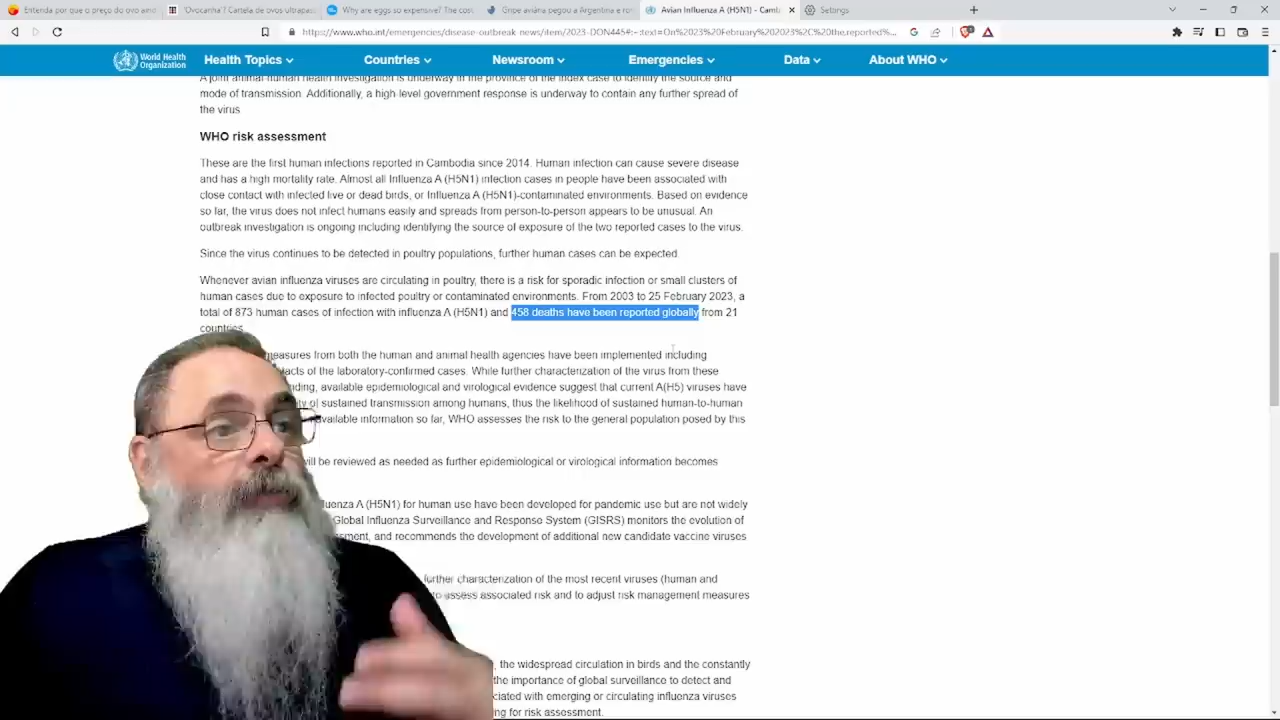 Entenda por que o preço do ovo aind
'Ovocanha'? Cartela de ovos ultrapas
Why are eggs so expensive? The cost
Gripe aviária pegou a Argentina e ro
Avian Influenza A (H5N1) - Camb
Settings
https://www.who.int/emergencies/disease-outbreak-news/item/2023-DON445#:~:text=On%2023%20February%202023%2C%20the,reported%...
World Health Organization
Health Topics
Countries
Newsroom
Emergencies
Data
About WHO
A joint animal-human health investigation is underway in the province of the index case to identify the source and
mode of transmission. Additionally, a high-level government response is underway to contain any further spread of
the virus.
WHO risk assessment
These are the first human infections reported in Cambodia since 2014. Human infection can cause severe disease
and has a high mortality rate. Almost all Influenza A (H5N1) infection cases in people have been associated with
close contact with infected live or dead birds, or Influenza A (H5N1)-contaminated environments. Based on evidence
so far, the virus does not infect humans easily and spreads from person-to-person appears to be unusual. An
outbreak investigation is ongoing including identifying the source of exposure of the two reported cases to the virus.
Since the virus continues to be detected in poultry populations, further human cases can be expected.
Whenever avian influenza viruses are circulating in poultry, there is a risk for sporadic infection or small clusters of
human cases due to exposure to infected poultry or contaminated environments. From 2003 to 25 February 2023, a
total of 873 human cases of infection with influenza A (H5N1) and 458 deaths have been reported globally from 21
countries.
measures from both the human and animal health agencies have been implemented including
tacts of the laboratory-confirmed cases. While further characterization of the virus from these
nding, available epidemiological and virological evidence suggest that current A(H5) viruses have
ity of sustained transmission among humans, thus the likelihood of sustained human-to-human
available information so far, WHO assesses the risk to the general population posed by this
ill be reviewed as needed as further epidemiological or virological information becomes
luenza A (H5N1) for human use have been developed for pandemic use but are not widely
Global Influenza Surveillance and Response System (GISRS) monitors the evolution of
sment, and recommends the development of additional new candidate vaccine viruses
further characterization of the most recent viruses (human and
to assess associated risk and to adjust risk management measures
, the widespread circulation in birds and the constantly
the importance of global surveillance to detect and
ciated with emerging or circulating influenza viruses
ing for risk assessment.